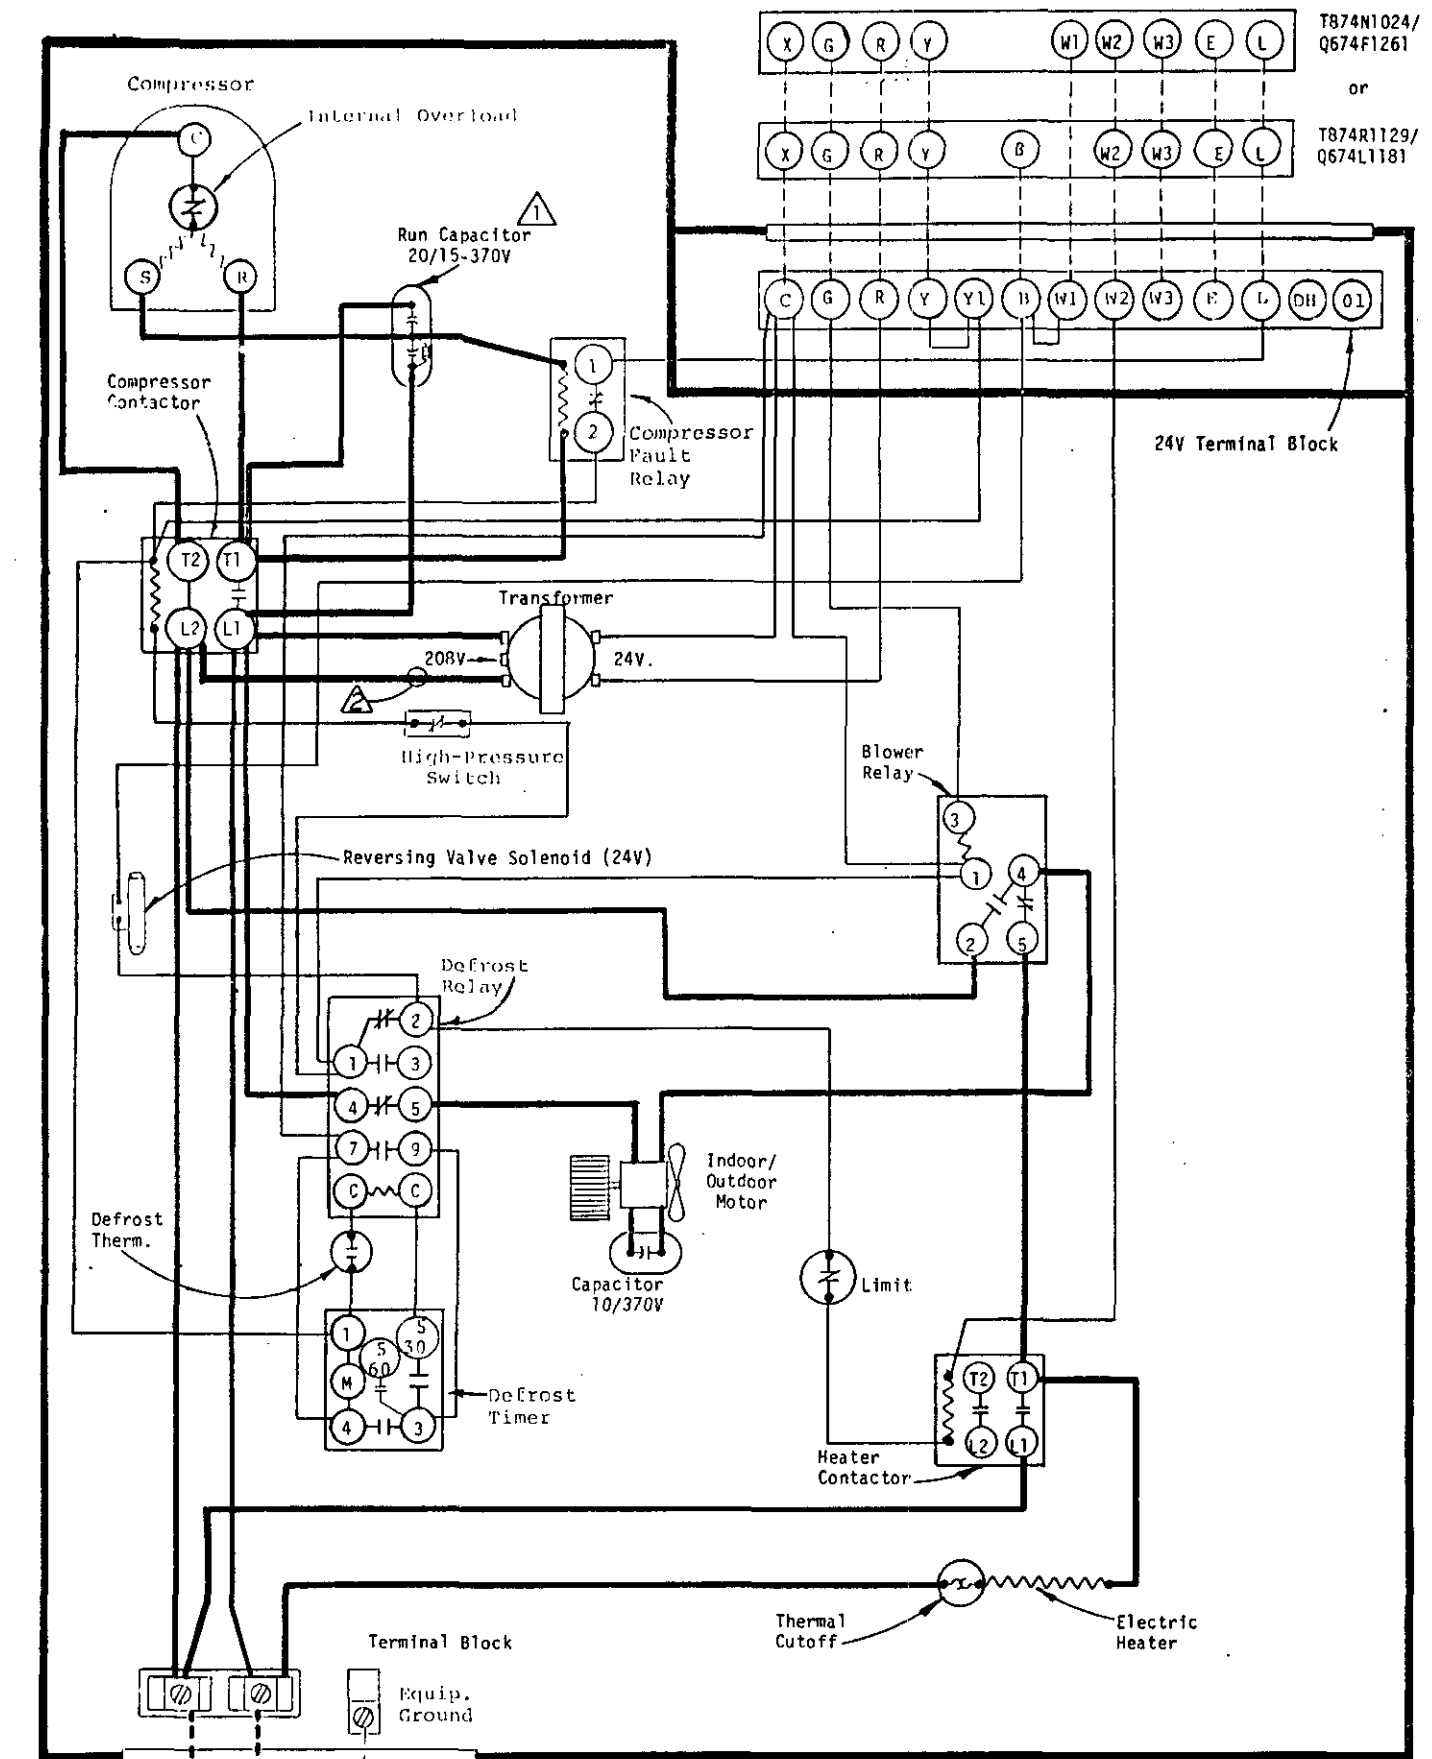 X G R Y W1 W2 W3 E L
T874N1024/
Q674F1261
or
X G R Y B W2 W3 E L
T874R1129/
Q674L1181
C G R Y Y1 B W1 W2 W3 E L DH O1
24V Terminal Block
Compressor
Internal Overload
C
S R
1
Run Capacitor
20/15-370V
1
2
Compressor
Fault
Relay
Compressor
Contactor
T2 T1
L2 L1
Transformer
208V
24V.
2
High-Pressure
Switch
Blower
Relay
3
1 4
2 5
Reversing Valve Solenoid (24V)
Defrost
Relay
2
1 3
4 5
7 9
C C
Indoor/
Outdoor
Motor
Capacitor
10/370V
Defrost
Therm.
Limit
1
S
60
S
30
M
4 3
Defrost
Timer
T2 T1
L2 L1
Heater
Contactor
Thermal
Cutoff
Electric
Heater
Terminal Block
Equip.
Ground